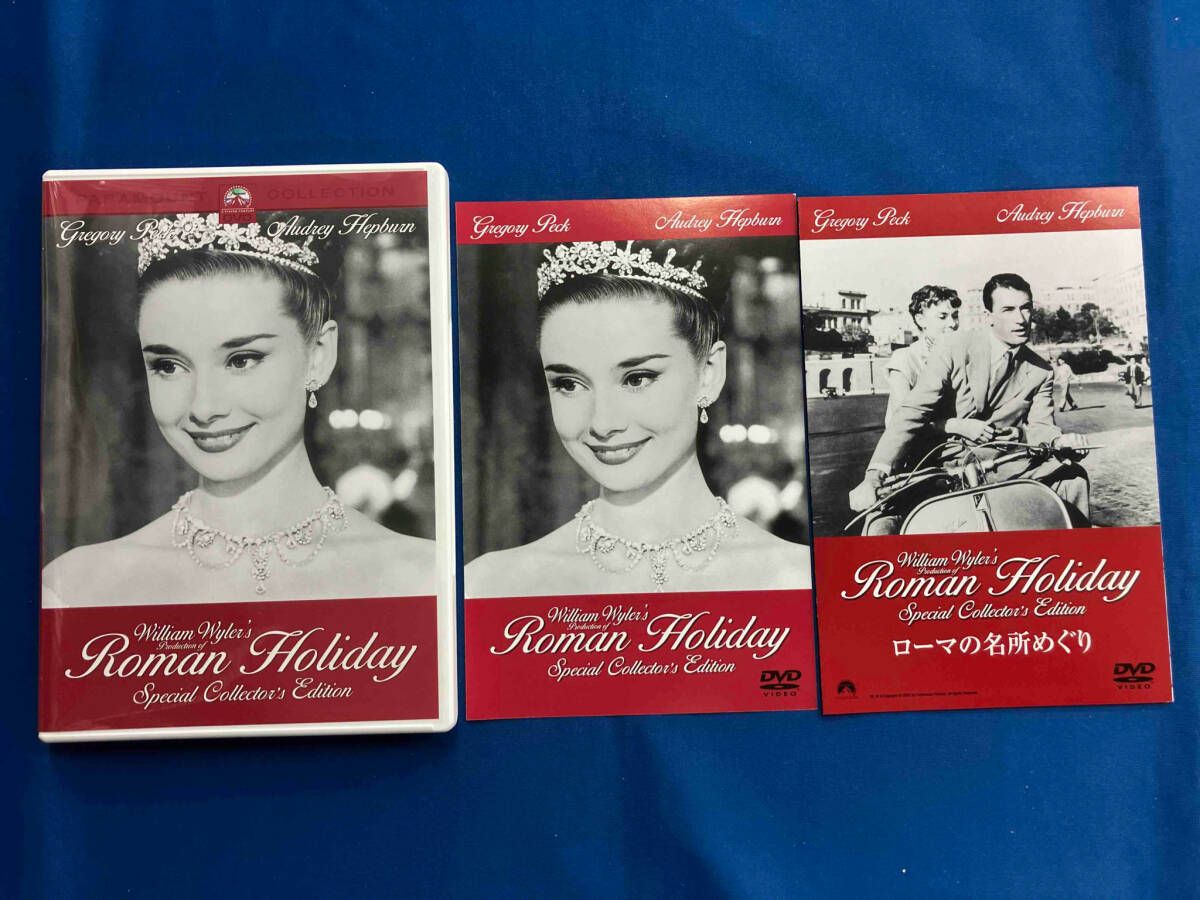 PARAMOUNT COLLECTION
Gregory Peck Audrey Hepburn
William Wyler's
Production of
Roman Holiday
Special Collector's Edition
Gregory Peck Audrey Hepburn
William Wyler's
Production of
Roman Holiday
Special Collector's Edition
DVD
VIDEO
Gregory Peck Audrey Hepburn
William Wyler's
Production of
Roman Holiday
Special Collector's Edition
ローマの名所めぐり
DVD
VIDEO